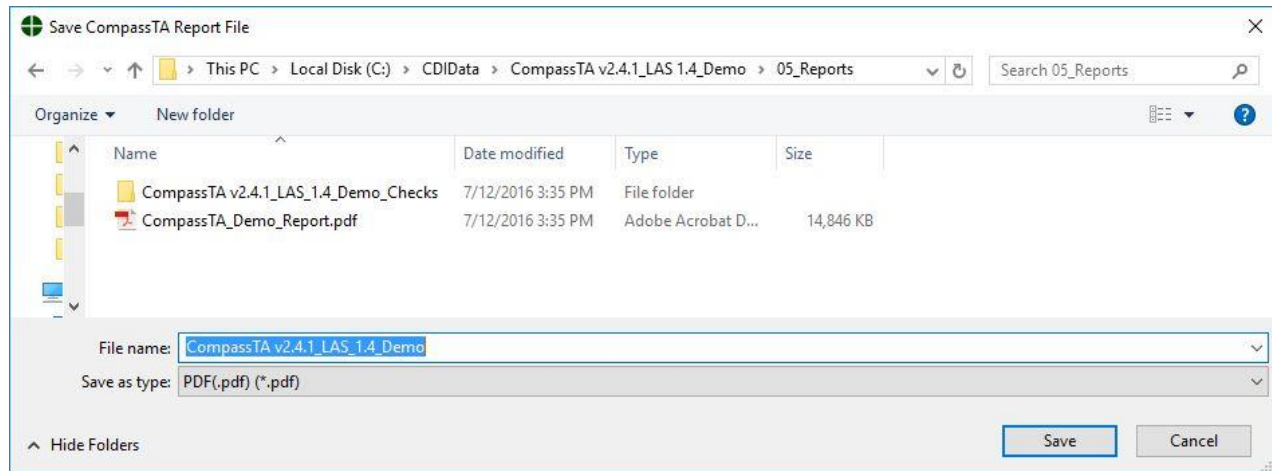 Save CompassTA Report File
This PC > Local Disk (C:) > CDIData > CompassTA v2.4.1_LAS 1.4_Demo > 05_Reports
Search 05_Reports
Organize New folder
Name Date modified Type Size
CompassTA v2.4.1_LAS_1.4_Demo_Checks 7/12/2016 3:35 PM File folder
CompassTA_Demo_Report.pdf 7/12/2016 3:35 PM Adobe Acrobat D... 14,846 KB
File name: CompassTA v2.4.1_LAS_1.4_Demo
Save as type: PDF(.pdf) (*.pdf)
Hide Folders Save Cancel